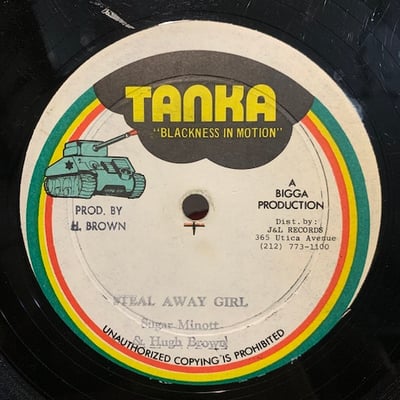 TANKA
"BLACKNESS IN MOTION"
PROD. BY
H. BROWN
A
BIGGA
PRODUCTION
Dist. by:
J&L RECORDS
365 Utica Avenue
(212) 773-1100
STEAL AWAY GIRL
Sugar Minott
& Hugh Brown
UNAUTHORIZED COPYING IS PROHIBITED